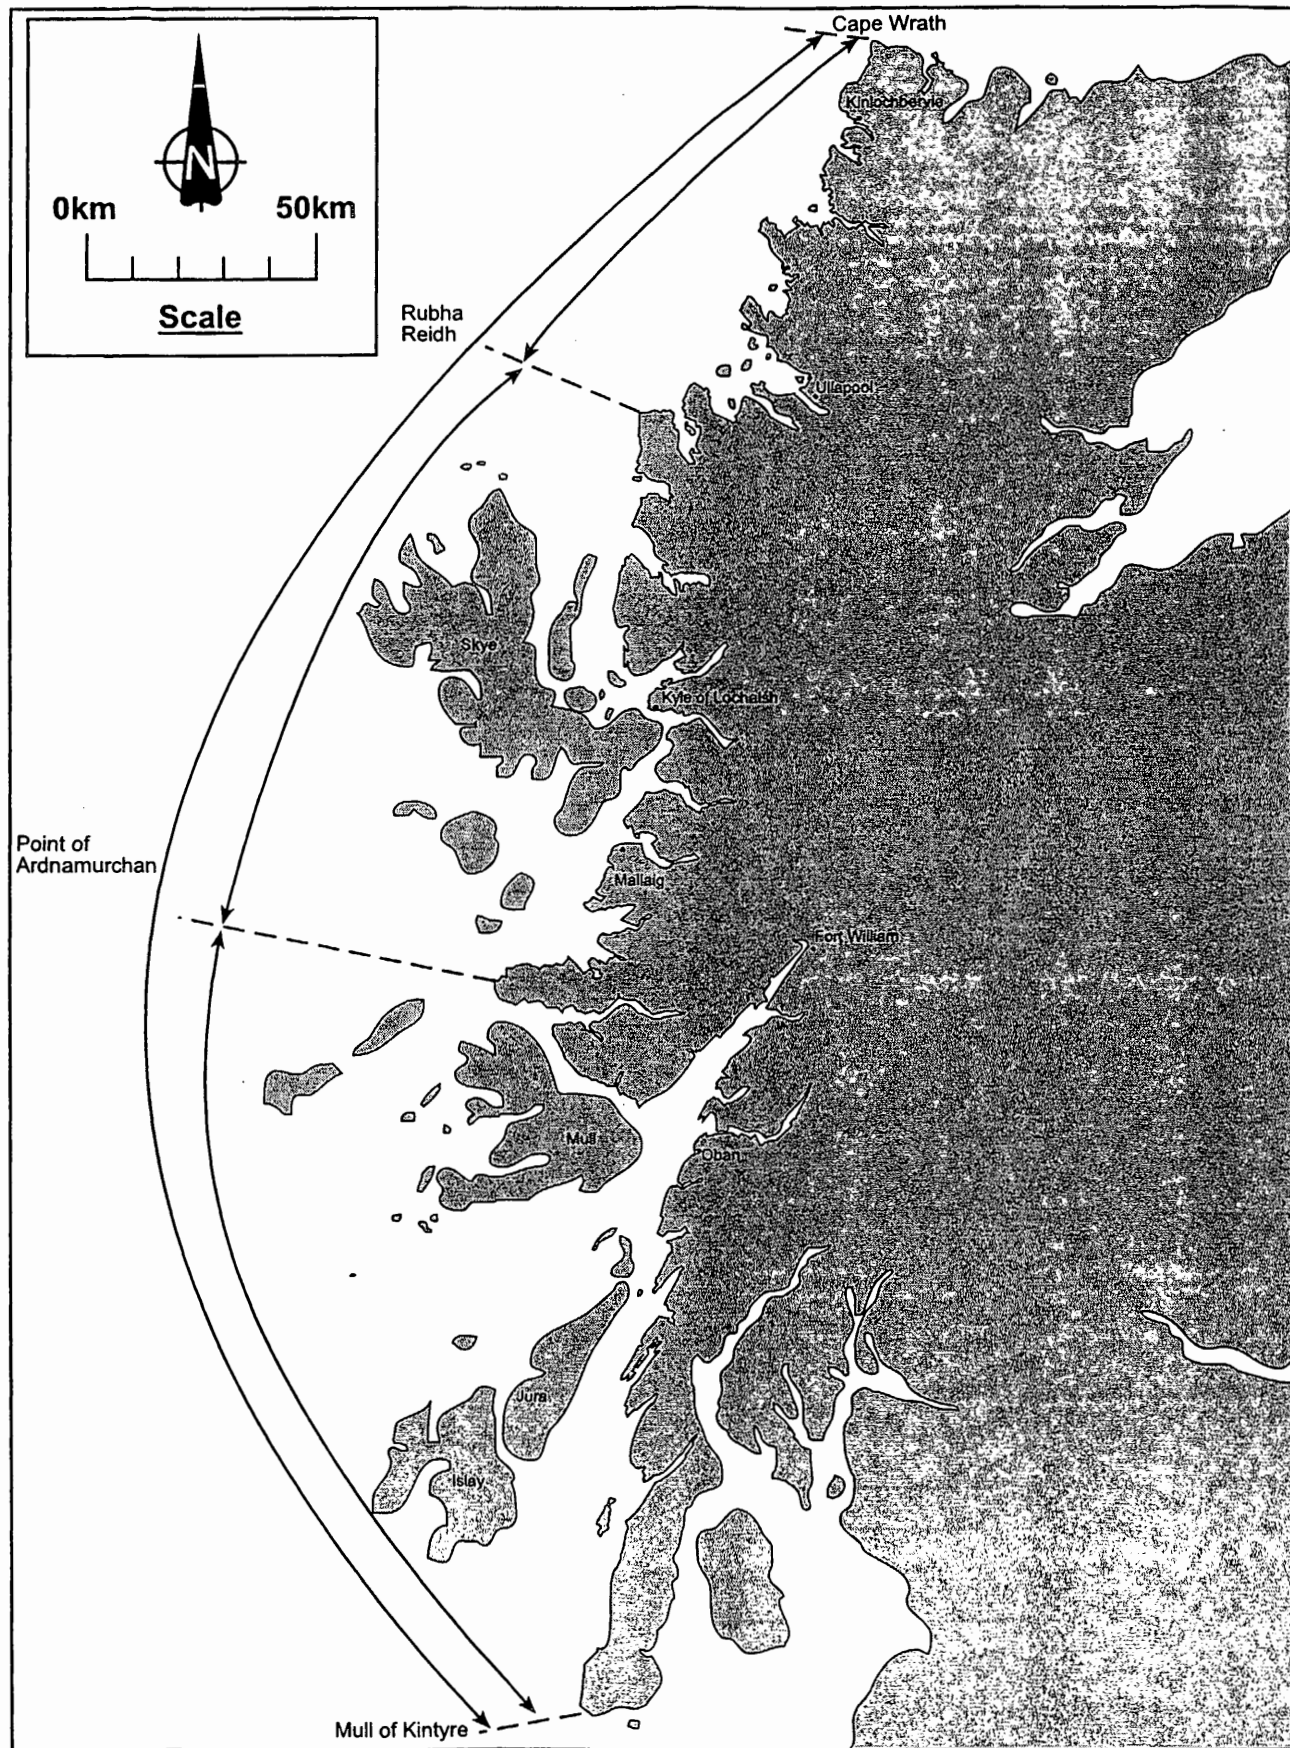 Cape Wrath
N
0km 50km
Scale
Kinlochbervie
Rubha
Reidh
Ullapool
Skye
Kyle of Lochalsh
Point of
Ardnamurchan
Mallaig
Fort William
Mull
Oban
Jura
Islay
Mull of Kintyre